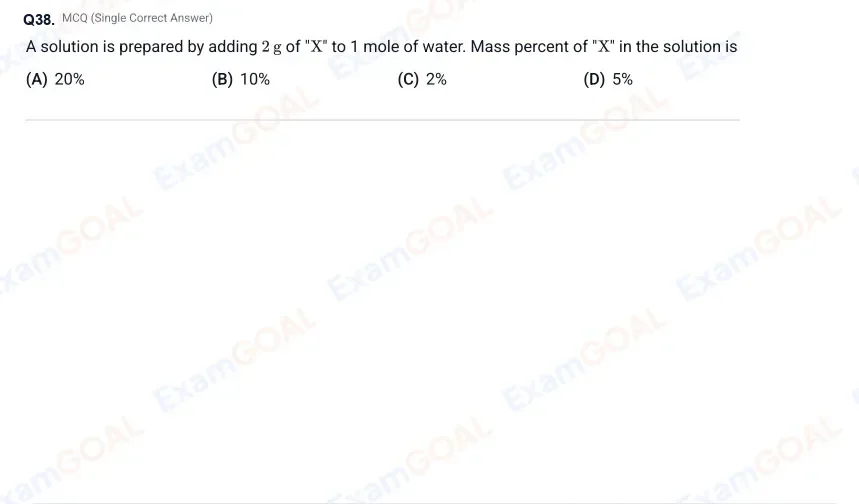 Q38. MCQ (Single Correct Answer)
A solution is prepared by adding 2 g of "X" to 1 mole of water. Mass percent of "X" in the solution is
(A) 20% (B) 10% (C) 2% (D) 5%
ExamGOAL